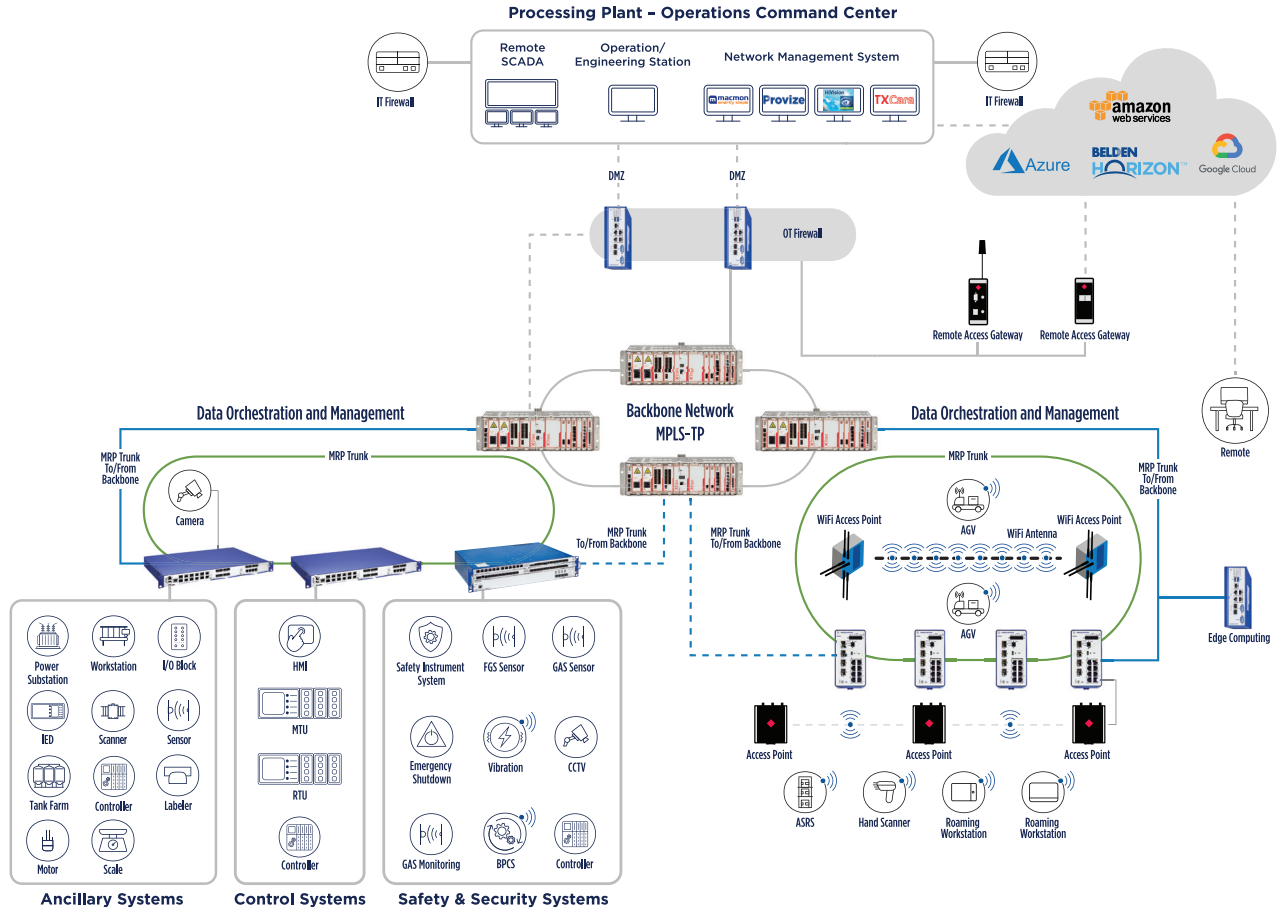 Processing Plant – Operations Command Center
Remote
SCADA
Operation/
Engineering Station
Network Management System
macmon
Provize
HiVision
TXCare
IT Firewall
IT Firewall
amazon
web services
Azure
BELDEN
HORIZON™
Google Cloud
DMZ
DMZ
OT Firewall
Remote Access Gateway
Remote Access Gateway
Remote
Data Orchestration and Management
Backbone Network
MPLS-TP
Data Orchestration and Management
MRP Trunk
To/From
Backbone
MRP Trunk
Camera
MRP Trunk
To/From Backbone
MRP Trunk
To/From Backbone
MRP Trunk
MRP Trunk
To/From
Backbone
AGV
WiFi Access Point
WiFi Antenna
WiFi Access Point
AGV
Edge Computing
Power
Substation
Workstation
I/O Block
IED
Scanner
Sensor
Tank Farm
Controller
Labeler
Motor
Scale
Ancillary Systems
HMI
MTU
RTU
Controller
Control Systems
Safety Instrument
System
FGS Sensor
GAS Sensor
Emergency
Shutdown
Vibration
CCTV
GAS Monitoring
BPCS
Controller
Safety & Security Systems
Access Point
Access Point
Access Point
ASRS
Hand Scanner
Roaming
Workstation
Roaming
Workstation